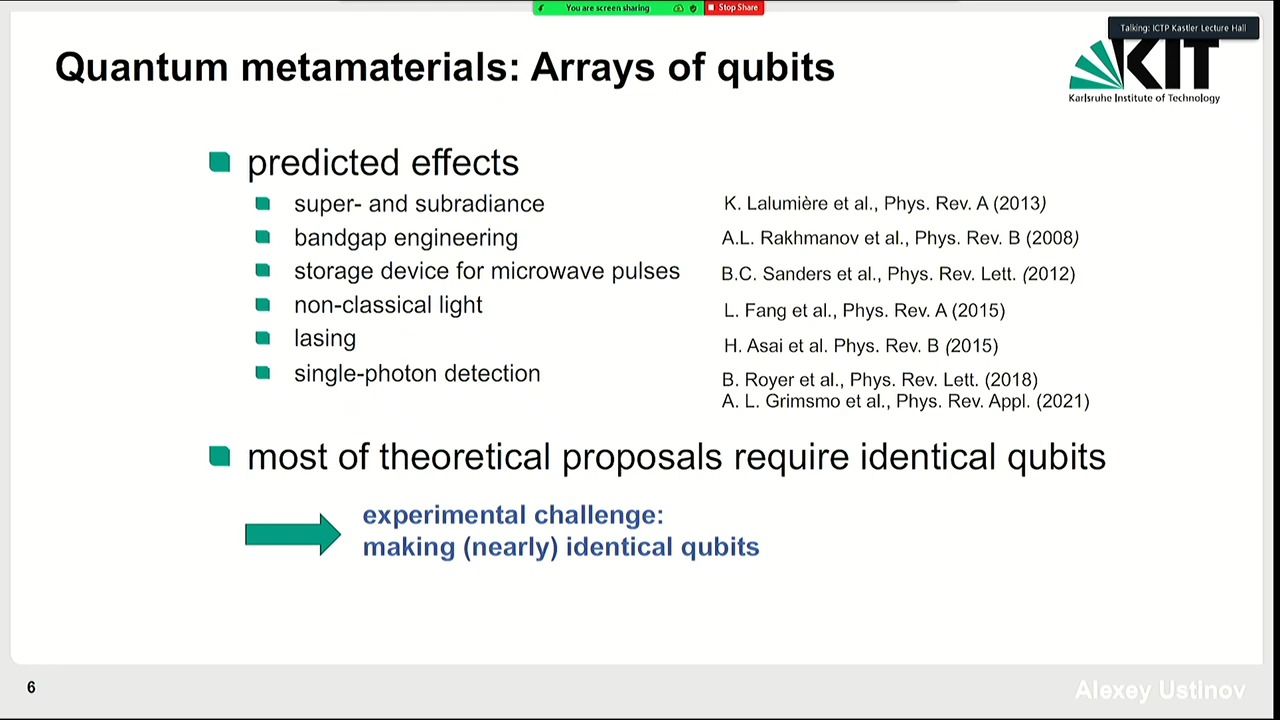 You are screen sharing
Stop Share
Talking: ICTP Kastler Lecture Hall
Quantum metamaterials: Arrays of qubits
KIT
Karlsruhe Institute of Technology
predicted effects
super- and subradiance
K. Lalumière et al., Phys. Rev. A (2013)
bandgap engineering
A.L. Rakhmanov et al., Phys. Rev. B (2008)
storage device for microwave pulses
B.C. Sanders et al., Phys. Rev. Lett. (2012)
non-classical light
L. Fang et al., Phys. Rev. A (2015)
lasing
H. Asai et al. Phys. Rev. B (2015)
single-photon detection
B. Royer et al., Phys. Rev. Lett. (2018)
A. L. Grimsmo et al., Phys. Rev. Appl. (2021)
most of theoretical proposals require identical qubits
experimental challenge:
making (nearly) identical qubits
6
Alexey Ustinov